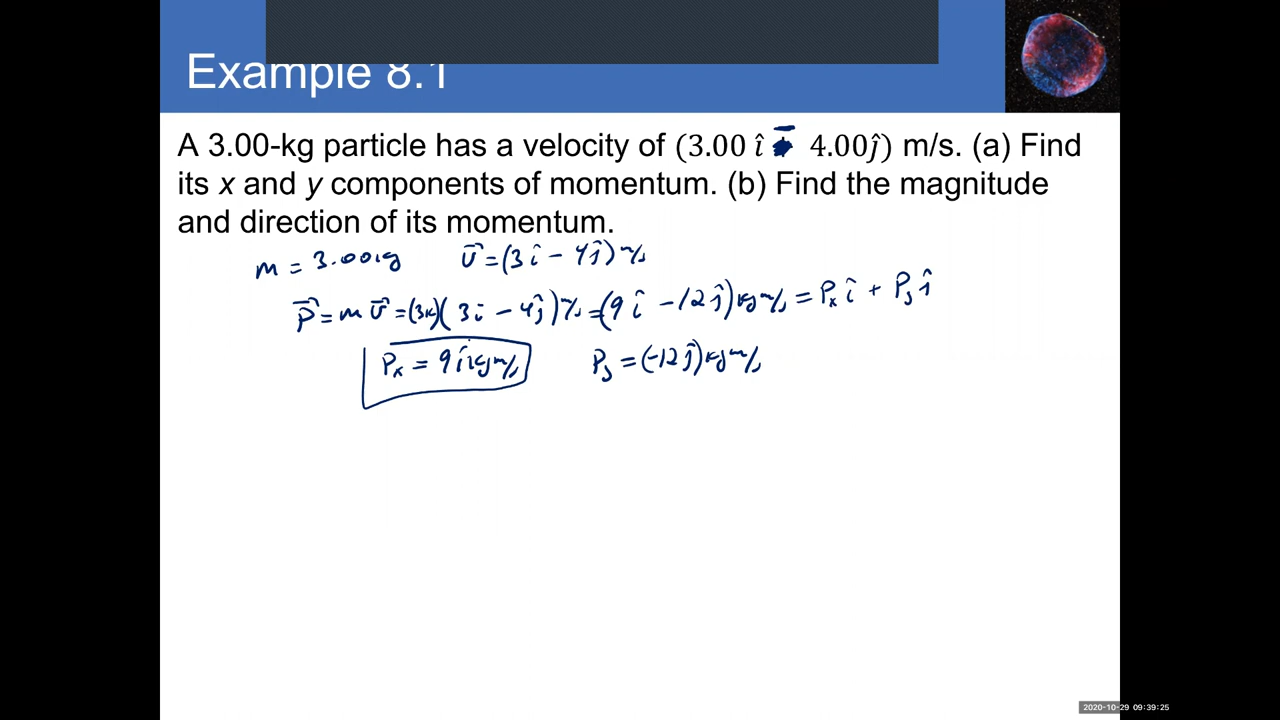 Example 8.1
A 3.00-kg particle has a velocity of (3.00 î − 4.00ĵ) m/s. (a) Find
its x and y components of momentum. (b) Find the magnitude
and direction of its momentum.
m = 3.00kg v⃗ = (3î − 4ĵ) m/s
P⃗ = m v⃗ = (3kg)(3î − 4ĵ) m/s = (9î − 12ĵ) kg m/s = Pₓ î + Pᵧ ĵ
Pₓ = 9î kg m/s Pᵧ = (−12ĵ) kg m/s
2020-10-29 09:39:25